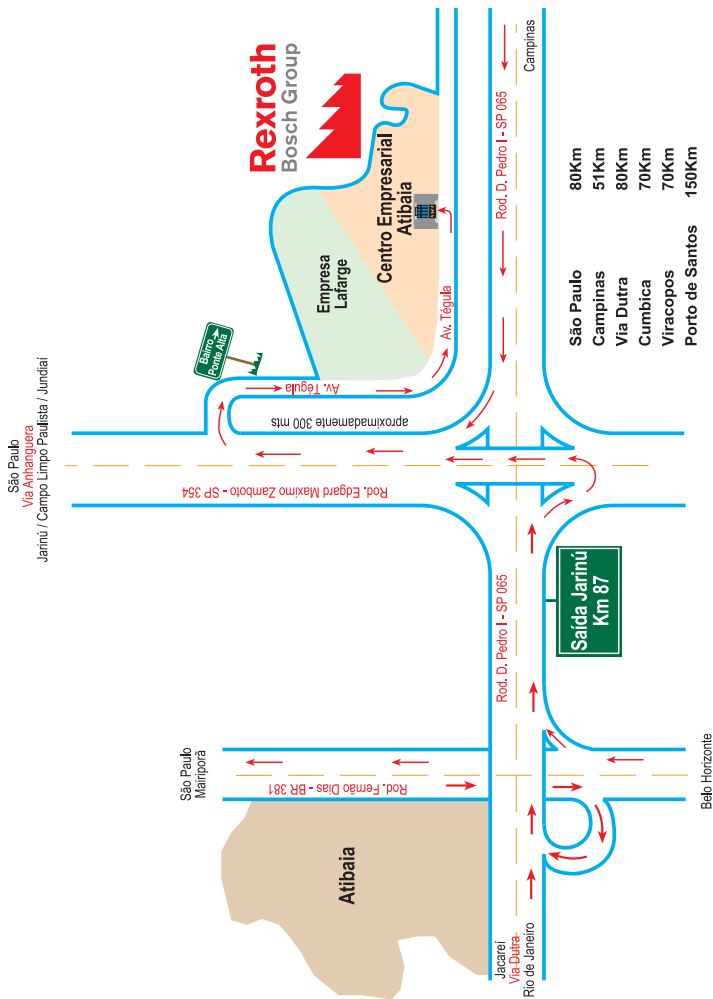 São Paulo
Via Anhanguera
Jarinú / Campo Limpo Paulista / Jundiaí
Rexroth
Bosch Group
Campinas
Rod. D. Pedro I - SP 065
Centro Empresarial
Atibaia
Empresa
Lafarge
Bairro
Ponte Alta
Av. Tégula
Av. Tégula
aproximadamente 300 mts
Rod. Edgard Maximo Zamboto - SP 354
São Paulo 80Km
Campinas 51Km
Via Dutra 80Km
Cumbica 70Km
Viracopos 70Km
Porto de Santos 150Km
Rod. D. Pedro I - SP 065
Saída Jarinú
Km 87
São Paulo
Mairiporã
Rod. Fernão Dias - BR 381
Belo Horizonte
Atibaia
Jacareí
Via Dutra
Rio de Janeiro